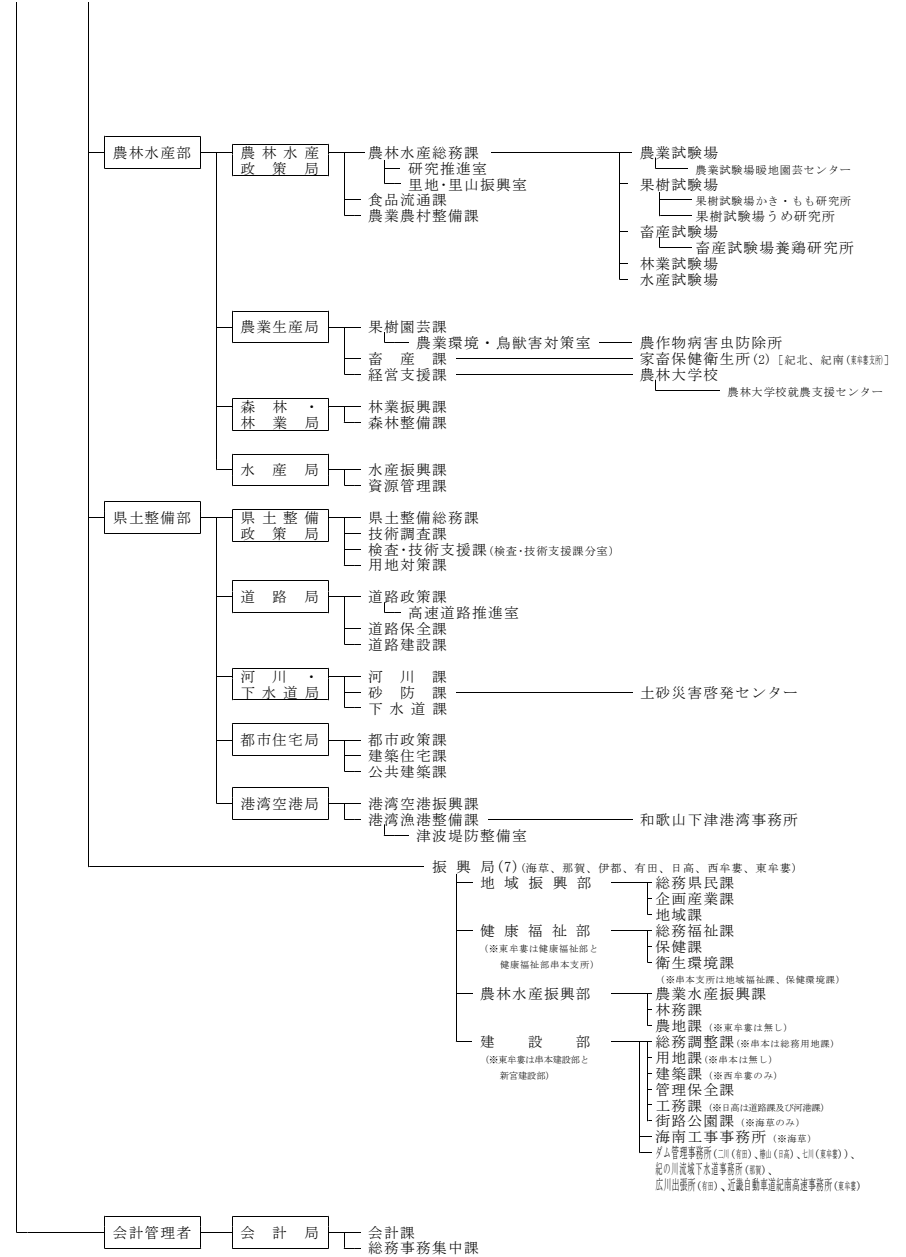 農林水産部 農林水産政策局 農林水産総務課 農業試験場
農業試験場暖地園芸センター
研究推進室
里地・里山振興室 果樹試験場
食品流通課 果樹試験場かき・もも研究所
農業農村整備課 果樹試験場うめ研究所
畜産試験場
畜産試験場養鶏研究所
林業試験場
水産試験場
農業生産局 果樹園芸課
農業環境・鳥獣害対策室 農作物病害虫防除所
畜産課 家畜保健衛生所(2)[紀北、紀南(東牟婁支所)]
経営支援課 農林大学校
農林大学校就農支援センター
森林・林業局 林業振興課
森林整備課
水産局 水産振興課
資源管理課
県土整備部 県土整備政策局 県土整備総務課
技術調査課
検査・技術支援課(検査・技術支援課分室)
用地対策課
道路局 道路政策課
高速道路推進室
道路保全課
道路建設課
河川・下水道局 河川課
砂防課 土砂災害啓発センター
下水道課
都市住宅局 都市政策課
建築住宅課
公共建築課
港湾空港局 港湾空港振興課
港湾漁港整備課 和歌山下津港湾事務所
津波堤防整備室
振興局(7)(海草、那賀、伊都、有田、日高、西牟婁、東牟婁)
地域振興部 総務県民課
企画産業課
地域課
健康福祉部 総務福祉課
(※東牟婁は健康福祉部と 保健課
健康福祉部串本支所) 衛生環境課
(※串本支所は地域福祉課、保健環境課)
農林水産振興部 農業水産振興課
林務課
農地課(※東牟婁は無し)
建設部 総務調整課(※串本は総務用地課)
(※東牟婁は串本建設部と 用地課(※串本は無し)
新宮建設部) 建築課(※西牟婁のみ)
管理保全課
工務課(※日高は道路課及び河港課)
街路公園課(※海草のみ)
海南工事事務所(※海草)
ダム管理事務所(二川(有田)、椿山(日高)、七川(東牟婁))、
紀の川流域下水道事務所(那賀)、
広川出張所(有田)、近畿自動車道紀南高速事務所(東牟婁)
会計管理者 会計局 会計課
総務事務集中課